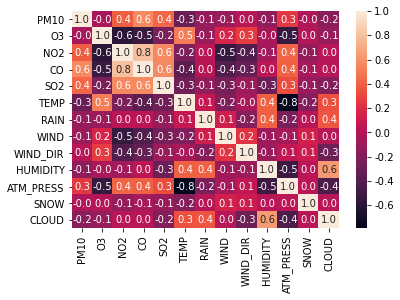 PM10 1.0 -0.0 0.4 0.6 0.4 -0.3 -0.1 -0.1 0.0 -0.1 0.3 -0.0 -0.2
O3 -0.0 1.0 -0.6 -0.5 -0.2 0.5 -0.1 0.2 0.3 -0.0 -0.5 -0.1 -0.1
NO2 0.4 -0.6 1.0 0.8 0.6 -0.2 0.0 -0.5 -0.4 -0.1 0.4 -0.1 0.0
CO 0.6 -0.5 0.8 1.0 0.6 -0.4 0.0 -0.4 -0.3 0.0 0.4 -0.1 0.0
SO2 0.4 -0.2 0.6 0.6 1.0 -0.3 -0.1 -0.3 -0.1 -0.3 0.3 -0.1 -0.2
TEMP -0.3 0.5 -0.2 -0.4 -0.3 1.0 0.1 -0.2 -0.0 0.4 -0.8 -0.2 0.3
RAIN -0.1 -0.1 0.0 0.0 -0.1 0.1 1.0 0.1 -0.2 0.4 -0.2 -0.0 0.4
WIND -0.1 0.2 -0.5 -0.4 -0.3 -0.2 0.1 1.0 0.2 -0.1 -0.1 0.1 0.0
WIND_DIR 0.0 0.3 -0.4 -0.3 -0.1 -0.0 -0.2 0.2 1.0 -0.1 0.1 0.1 -0.3
HUMIDITY -0.1 -0.0 -0.1 0.0 -0.3 0.4 0.4 -0.1 -0.1 1.0 -0.5 0.0 0.6
ATM_PRESS 0.3 -0.5 0.4 0.4 0.3 -0.8 -0.2 -0.1 0.1 -0.5 1.0 0.0 -0.4
SNOW -0.0 -0.1 -0.1 -0.1 -0.1 -0.2 -0.0 0.1 0.1 0.0 0.0 1.0 0.0
CLOUD -0.2 -0.1 0.0 0.0 -0.2 0.3 0.4 0.0 -0.3 0.6 -0.4 0.0 1.0
PM10
O3
NO2
CO
SO2
TEMP
RAIN
WIND
WIND_DIR
HUMIDITY
ATM_PRESS
SNOW
CLOUD
1.0
0.8
0.6
0.4
0.2
0.0
-0.2
-0.4
-0.6